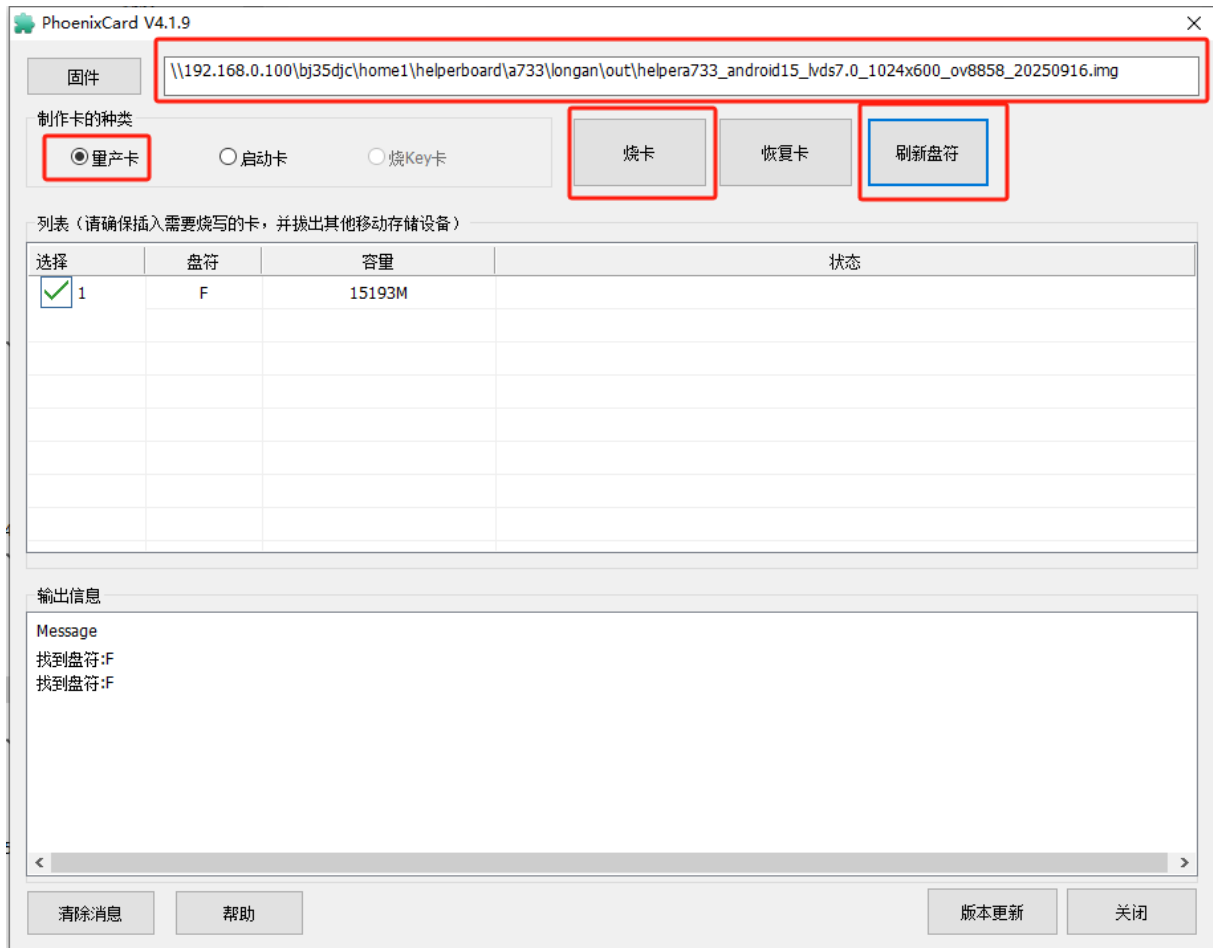 PhoenixCard V4.1.9
固件 \\192.168.0.100\bj35djc\home1\helperboard\a733\longan\out\helpera733_android15_lvds7.0_1024x600_ov8858_20250916.img
制作卡的种类
量产卡 启动卡 烧Key卡 烧卡 恢复卡 刷新盘符
列表（请确保插入需要烧写的卡，并拔出其他移动存储设备）
选择 盘符 容量 状态
1 F 15193M
输出信息
Message
找到盘符:F
找到盘符:F
清除消息 帮助 版本更新 关闭